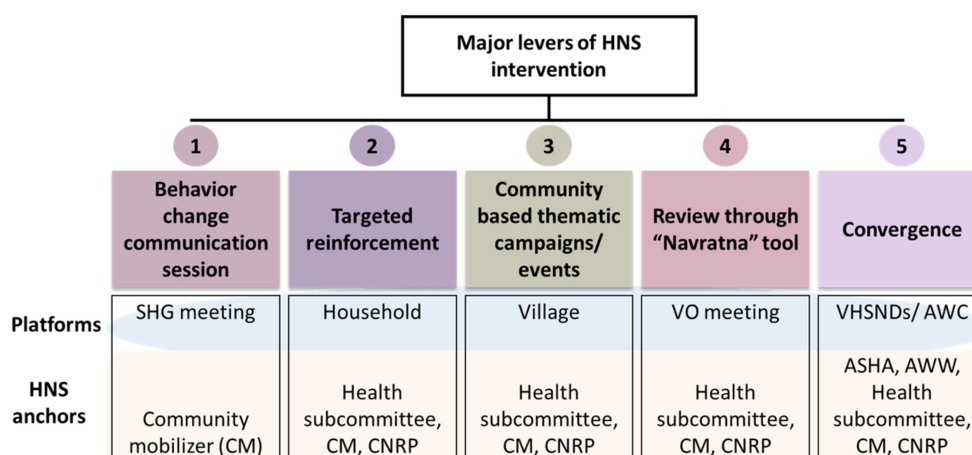 Major levers of HNS
intervention
1
2
3
4
5
Behavior
change
communication
session
Targeted
reinforcement
Community
based thematic
campaigns/
events
Review through
“Navratna” tool
Convergence
Platforms
SHG meeting
Household
Village
VO meeting
VHSNDs/ AWC
HNS
anchors
Community
mobilizer (CM)
Health
subcommittee,
CM, CNRP
Health
subcommittee,
CM, CNRP
Health
subcommittee,
CM, CNRP
ASHA, AWW,
Health
subcommittee,
CM, CNRP